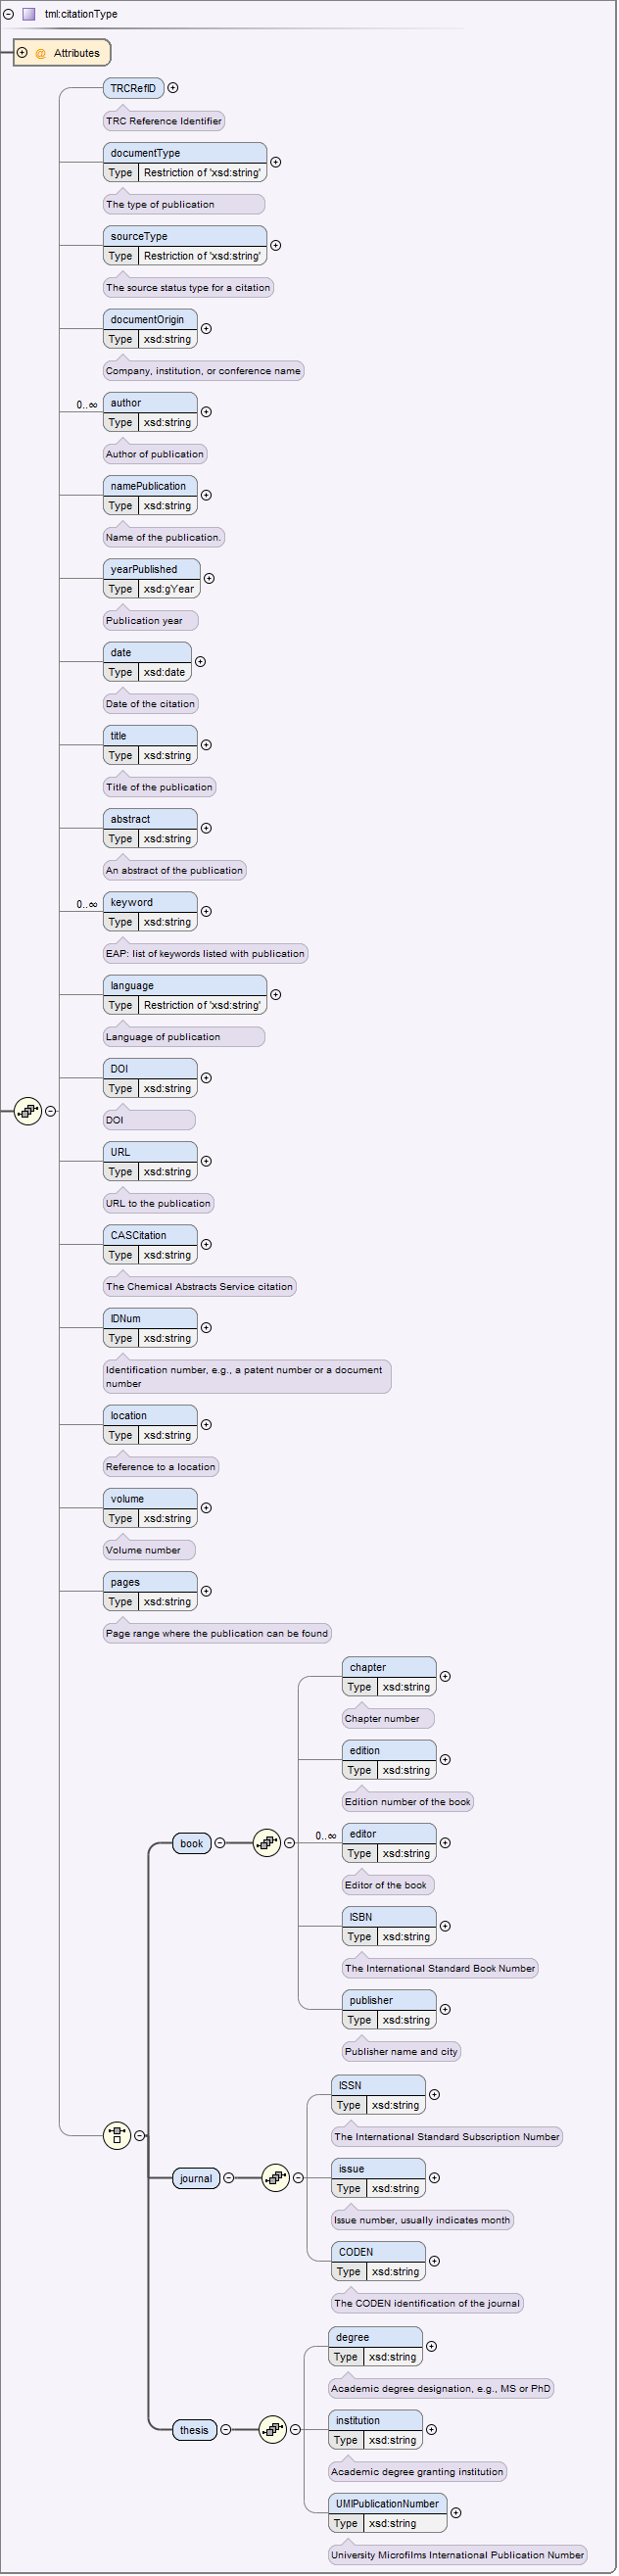 tml:citationType
@ Attributes
TRCRefID
TRC Reference Identifier
documentType
Type Restriction of 'xsd:string'
The type of publication
sourceType
Type Restriction of 'xsd:string'
The source status type for a citation
documentOrigin
Type xsd:string
Company, institution, or conference name
0..∞ author
Type xsd:string
Author of publication
namePublication
Type xsd:string
Name of the publication.
yearPublished
Type xsd:gYear
Publication year
date
Type xsd:date
Date of the citation
title
Type xsd:string
Title of the publication
abstract
Type xsd:string
An abstract of the publication
0..∞ keyword
Type xsd:string
EAP: list of keywords listed with publication
language
Type Restriction of 'xsd:string'
Language of publication
DOI
Type xsd:string
DOI
URL
Type xsd:string
URL to the publication
CASCitation
Type xsd:string
The Chemical Abstracts Service citation
IDNum
Type xsd:string
Identification number, e.g., a patent number or a document
number
location
Type xsd:string
Reference to a location
volume
Type xsd:string
Volume number
pages
Type xsd:string
Page range where the publication can be found
book
chapter
Type xsd:string
Chapter number
edition
Type xsd:string
Edition number of the book
0..∞ editor
Type xsd:string
Editor of the book
ISBN
Type xsd:string
The International Standard Book Number
publisher
Type xsd:string
Publisher name and city
journal
ISSN
Type xsd:string
The International Standard Subscription Number
issue
Type xsd:string
Issue number, usually indicates month
CODEN
Type xsd:string
The CODEN identification of the journal
thesis
degree
Type xsd:string
Academic degree designation, e.g., MS or PhD
institution
Type xsd:string
Academic degree granting institution
UMIPublicationNumber
Type xsd:string
University Microfilms International Publication Number